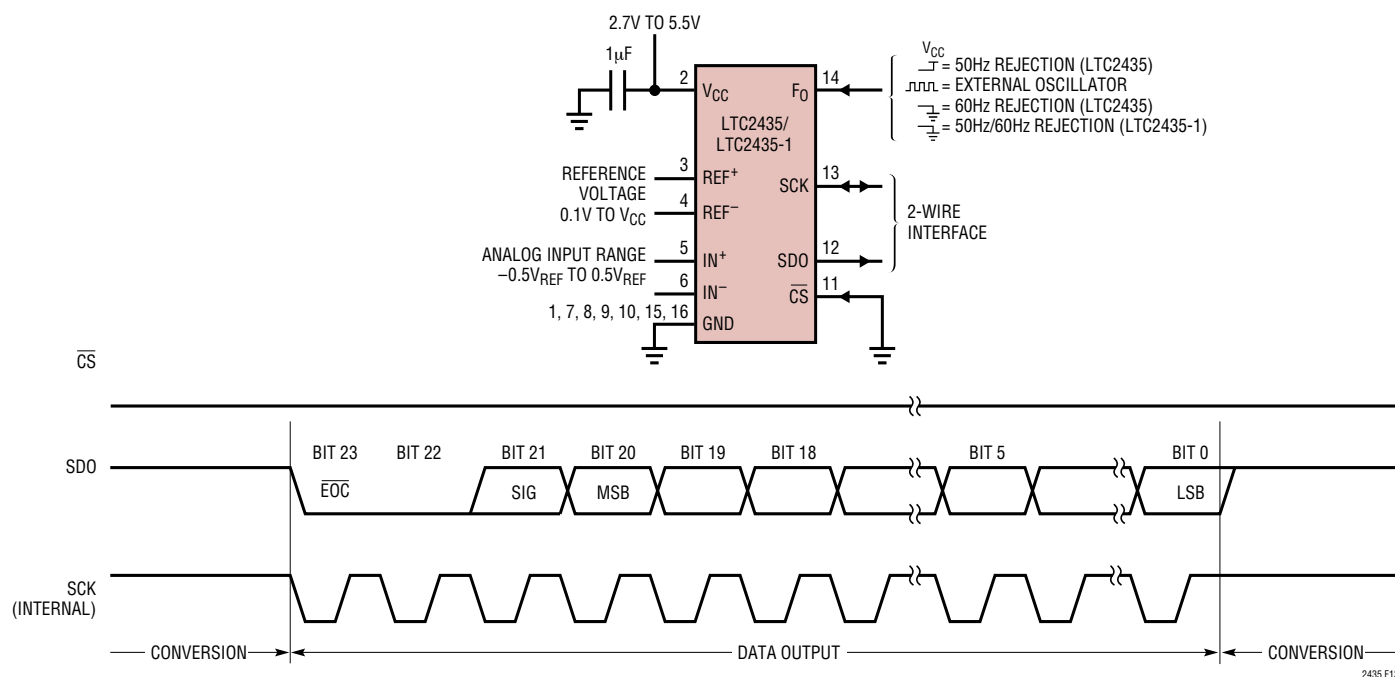 2.7V TO 5.5V
1µF
2
VCC
14
FO
VCC
= 50Hz REJECTION (LTC2435)
= EXTERNAL OSCILLATOR
= 60Hz REJECTION (LTC2435)
= 50Hz/60Hz REJECTION (LTC2435-1)
LTC2435/
LTC2435-1
REFERENCE
VOLTAGE
0.1V TO VCC
3
REF+
4
REF−
13
SCK
2-WIRE
INTERFACE
ANALOG INPUT RANGE
−0.5VREF TO 0.5VREF
5
IN+
6
IN−
12
SDO
11
CS
1, 7, 8, 9, 10, 15, 16
GND
CS
SDO
BIT 23
BIT 22
BIT 21
BIT 20
BIT 19
BIT 18
BIT 5
BIT 0
EOC
SIG
MSB
LSB
SCK
(INTERNAL)
CONVERSION
DATA OUTPUT
CONVERSION